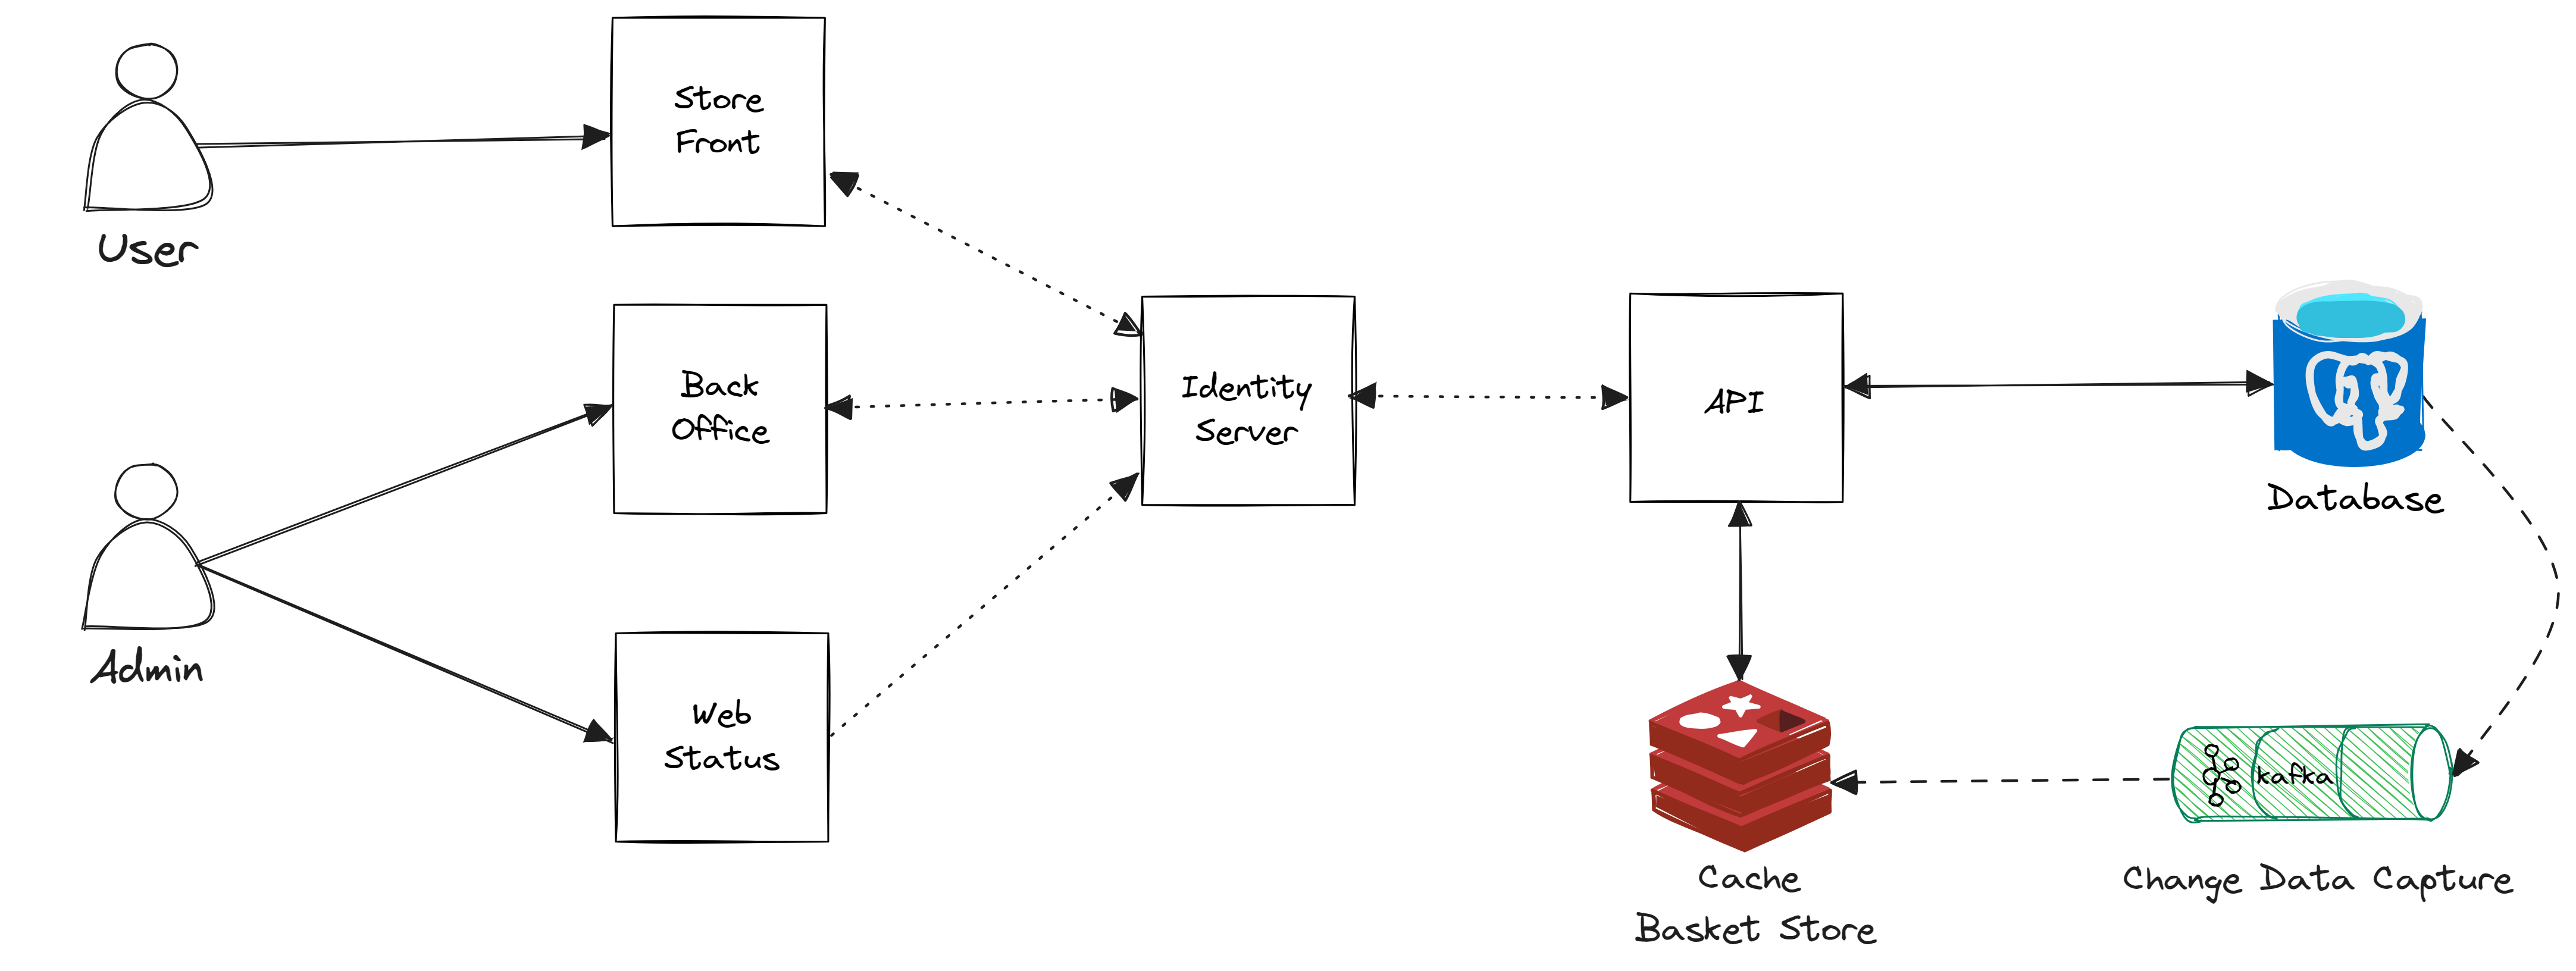 Store
Front
User
Back
Office
Identity
Server
API
Database
Admin
Web
Status
kafka
Cache
Basket Store
Change Data Capture